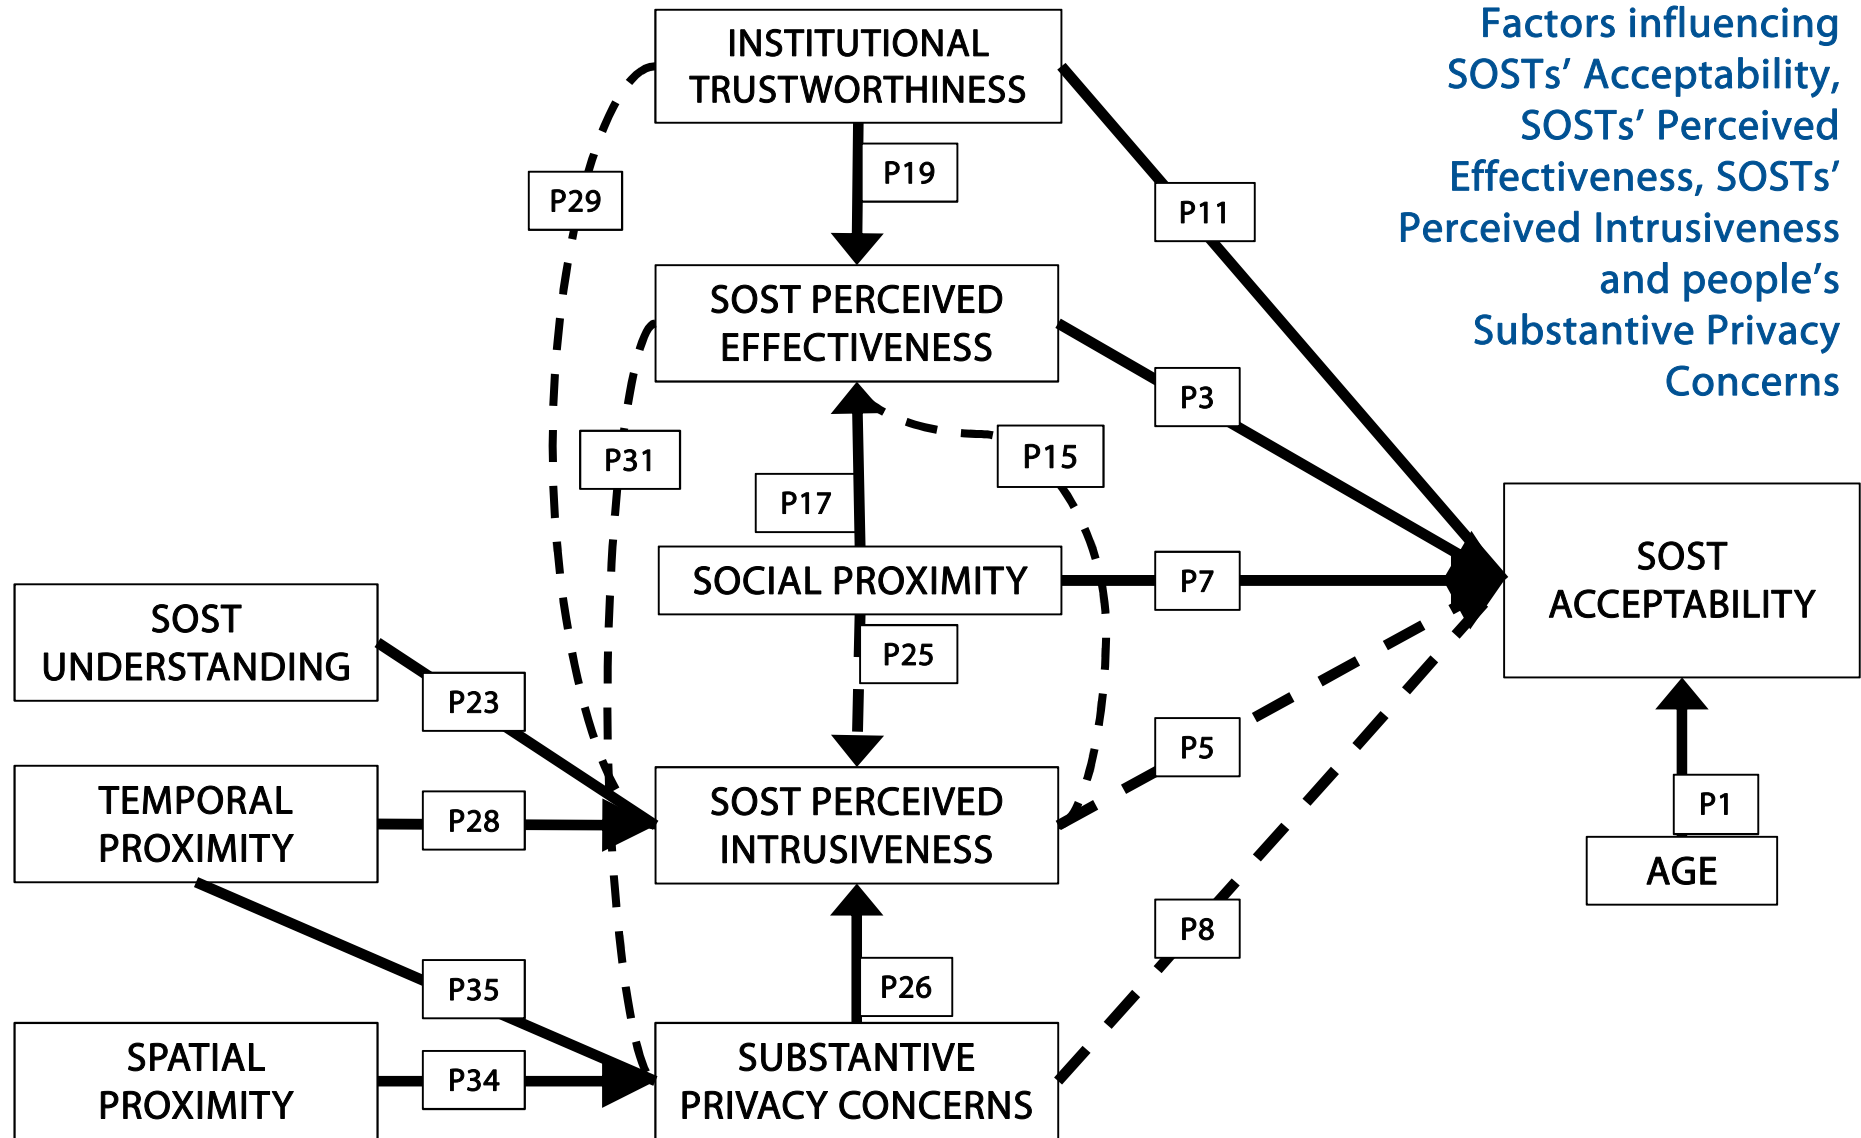 Factors influencing
SOSTs’ Acceptability,
SOSTs’ Perceived
Effectiveness, SOSTs’
Perceived Intrusiveness
and people’s
Substantive Privacy
Concerns
INSTITUTIONAL
TRUSTWORTHINESS
P19
P29
P11
SOST PERCEIVED
EFFECTIVENESS
P3
P31
P15
P17
SOCIAL PROXIMITY
P7
SOST
ACCEPTABILITY
SOST
UNDERSTANDING
P25
P23
P5
TEMPORAL
PROXIMITY
P28
SOST PERCEIVED
INTRUSIVENESS
P1
AGE
P8
P35
P26
SPATIAL
PROXIMITY
P34
SUBSTANTIVE
PRIVACY CONCERNS